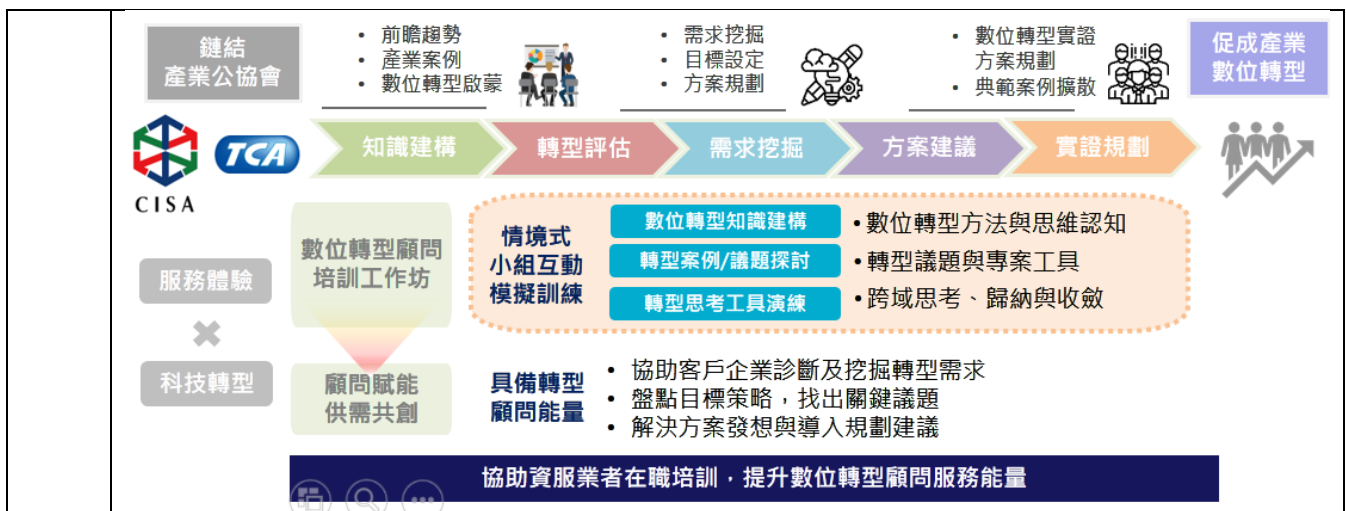 鏈結
產業公協會
• 前瞻趨勢
• 產業案例
• 數位轉型啟蒙
• 需求挖掘
• 目標設定
• 方案規劃
• 數位轉型實證
方案規劃
• 典範案例擴散
促成產業
數位轉型
CISA
TCA
知識建構
轉型評估
需求挖掘
方案建議
實證規劃
服務體驗
科技轉型
數位轉型顧問
培訓工作坊
情境式
小組互動
模擬訓練
數位轉型知識建構
• 數位轉型方法與思維認知
轉型案例/議題探討
• 轉型議題與專案工具
轉型思考工具演練
• 跨域思考、歸納與收斂
顧問賦能
供需共創
具備轉型
顧問能量
• 協助客戶企業診斷及挖掘轉型需求
• 盤點目標策略，找出關鍵議題
• 解決方案發想與導入規劃建議
協助資服業者在職培訓，提升數位轉型顧問服務能量